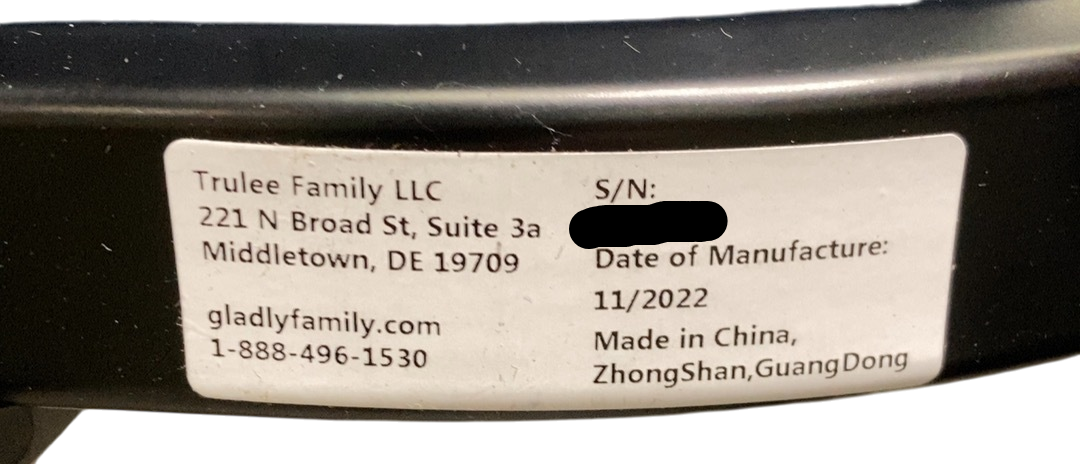 Trulee Family LLC
221 N Broad St, Suite 3a
Middletown, DE 19709
gladlyfamily.com
1-888-496-1530
S/N:
Date of Manufacture:
11/2022
Made in China,
ZhongShan,GuangDong